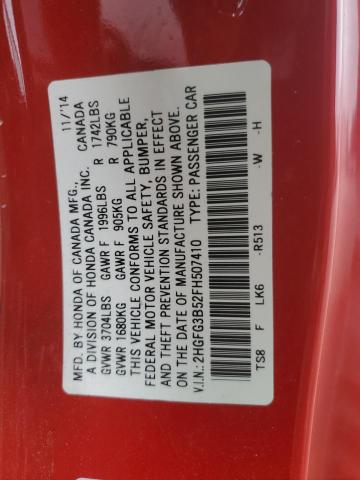 MFD. BY HONDA OF CANADA MFG., 11/14
A DIVISION OF HONDA CANADA INC. CANADA
GVWR 3704LBS GAWR F 1996LBS R 1742LBS
GVWR 1680KG GAWR F 905KG R 790KG
THIS VEHICLE CONFORMS TO ALL APPLICABLE
FEDERAL MOTOR VEHICLE SAFETY, BUMPER,
AND THEFT PREVENTION STANDARDS IN EFFECT
ON THE DATE OF MANUFACTURE SHOWN ABOVE.
V.I.N.: 2HGFG3B52FH507410 TYPE: PASSENGER CAR
TS8 F LK6 -R513 -W -H